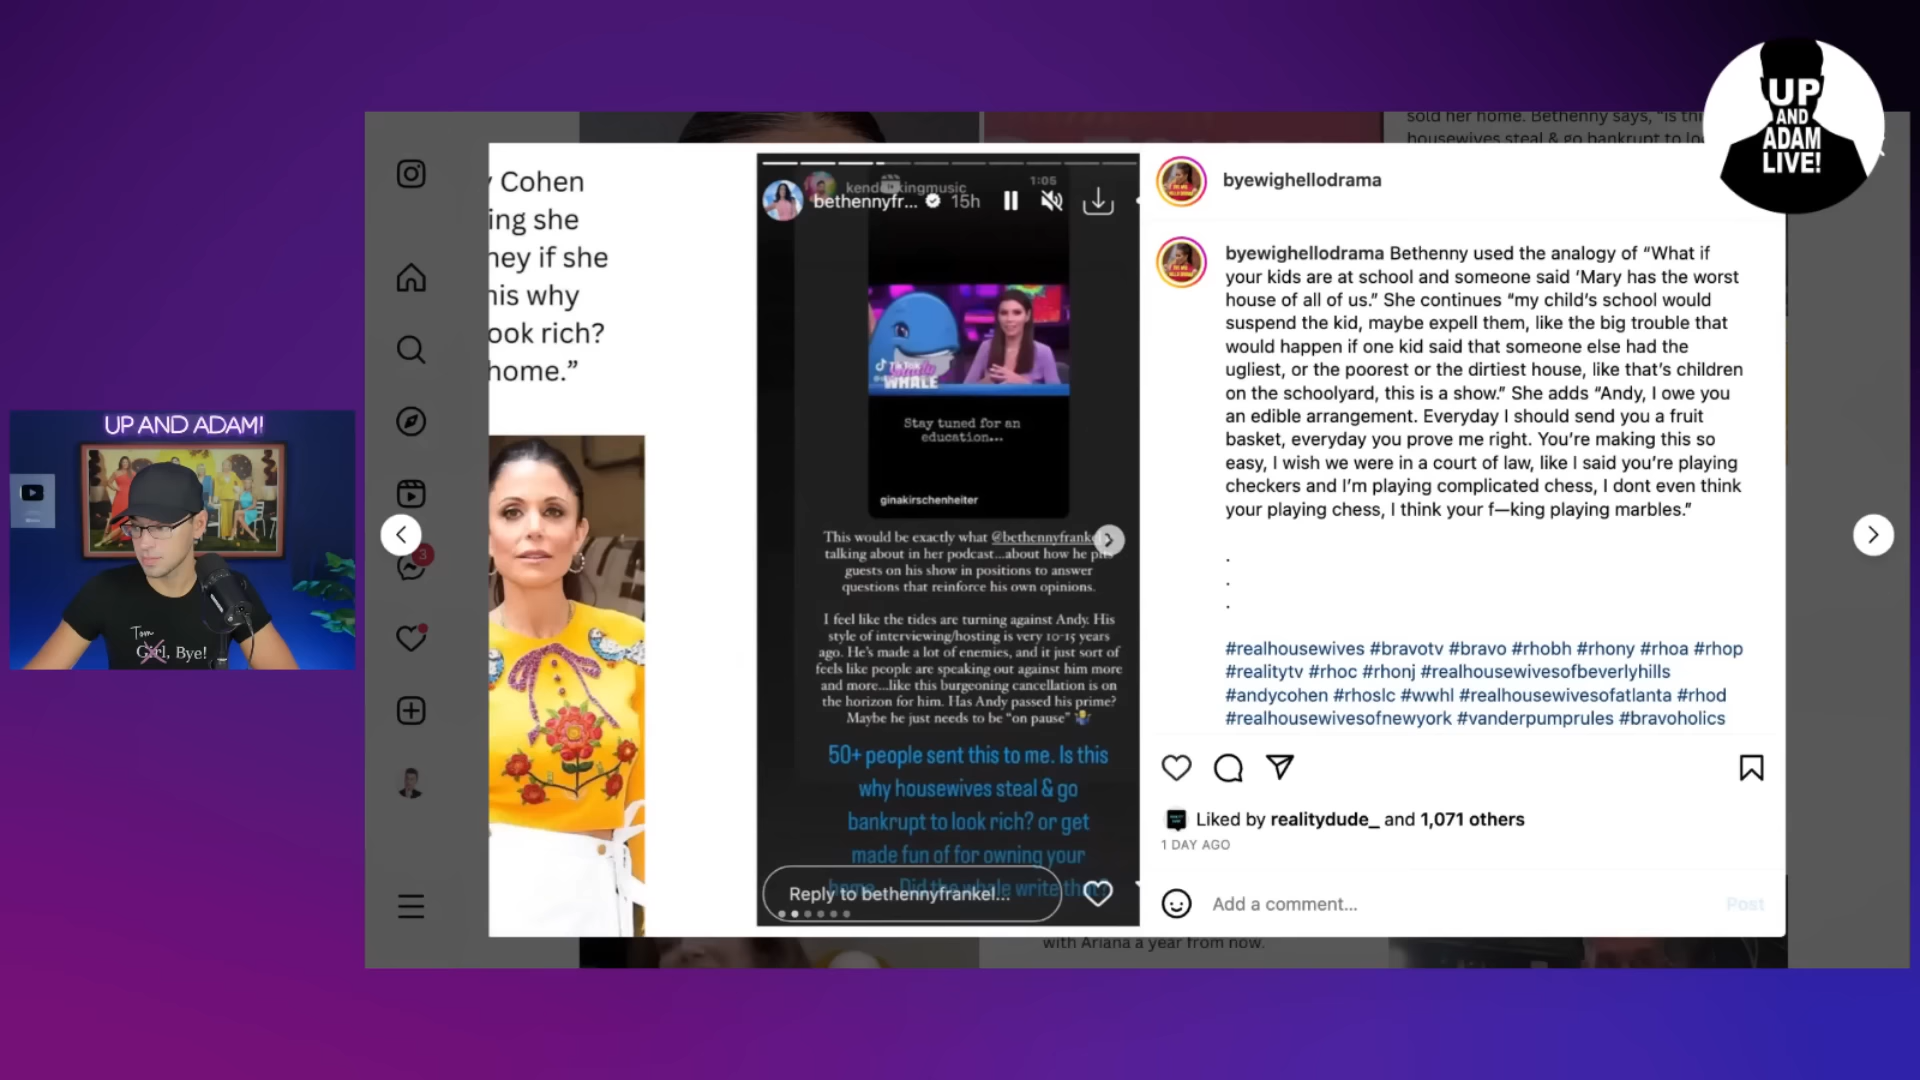 UP AND ADAM!
Tom
Girl, Bye!
3
Cohen
ing she
ney if she
his why
ook rich?
home.”
kend kingmusic
1:05
bethennyfr...
15h
TikTok
WHALE
Stay tuned for an
education...
ginakirschenheiter
This would be exactly what @bethennyfranke
talking about in her podcast...about how he pits
guests on his show in positions to answer
questions that reinforce his own opinions.
I feel like the tides are turning against Andy. His
style of interviewing/hosting is very 10-15 years
ago. He's made a lot of enemies, and it just sort of
feels like people are speaking out against him more
and more...like this burgeoning cancellation is on
the horizon for him. Has Andy passed his prime?
Maybe he just needs to be "on pause" 🤷
50+ people sent this to me. Is this
why housewives steal & go
bankrupt to look rich? or get
made fun of for owning your
home... Did the whale write that?
Reply to bethennyfrankel...
sold her home. Bethenny says, “Is thi
housewives steal & go bankrupt to lo
byewighellodrama
byewighellodrama Bethenny used the analogy of “What if
your kids are at school and someone said ‘Mary has the worst
house of all of us.” She continues “my child’s school would
suspend the kid, maybe expell them, like the big trouble that
would happen if one kid said that someone else had the
ugliest, or the poorest or the dirtiest house, like that’s children
on the schoolyard, this is a show.” She adds “Andy, I owe you
an edible arrangement. Everyday I should send you a fruit
basket, everyday you prove me right. You’re making this so
easy, I wish we were in a court of law, like I said you’re playing
checkers and I’m playing complicated chess, I dont even think
your playing chess, I think your f—king playing marbles.”
.
.
.
#realhousewives #bravotv #bravo #rhobh #rhony #rhoa #rhop
#realitytv #rhoc #rhonj #realhousewivesofbeverlyhills
#andycohen #rhoslc #wwhl #realhousewivesofatlanta #rhod
#realhousewivesofnewyork #vanderpumprules #bravoholics
Liked by realitydude_ and 1,071 others
1 DAY AGO
Add a comment...
Post
with Ariana a year from now.
UP
AND
ADAM
LIVE!